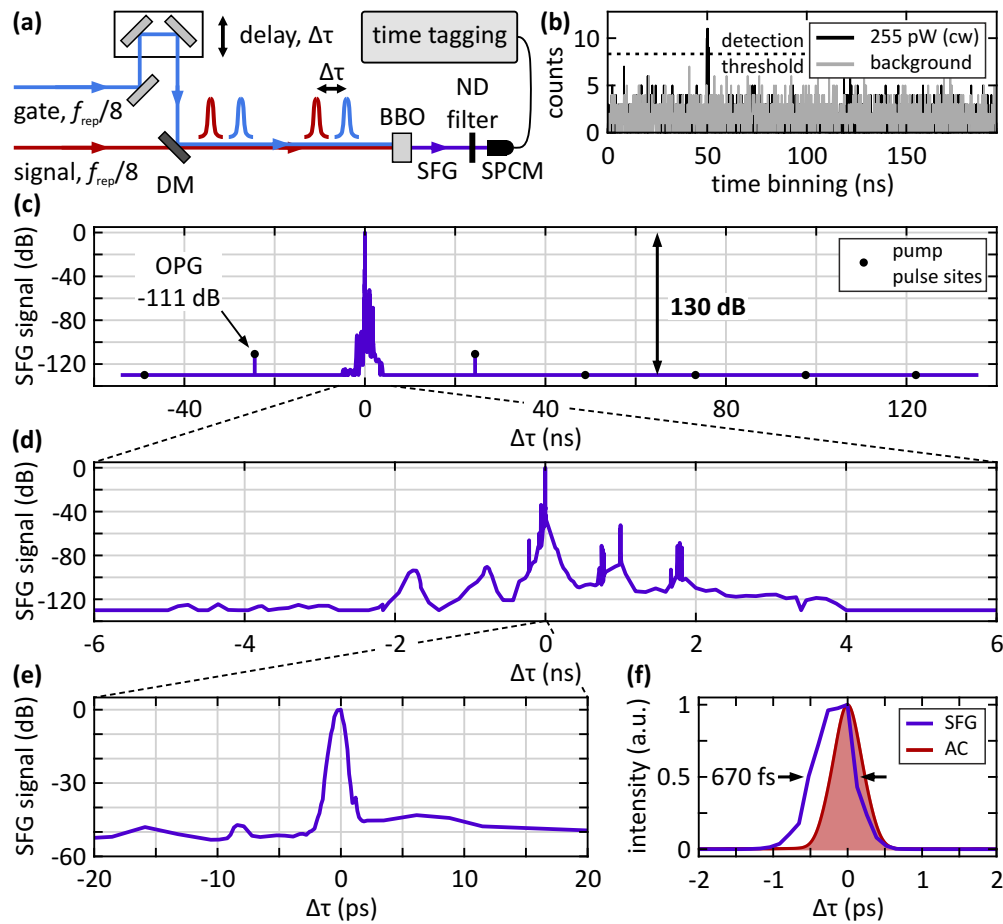 (a)
delay, Δτ
time tagging
gate, f_rep/8
Δτ
BBO
ND
filter
signal, f_rep/8
DM
SFG
SPCM
(b)
counts
10
5
0
detection
threshold
255 pW (cw)
background
0
50
100
150
time binning (ns)
(c)
SFG signal (dB)
0
-40
-80
-120
OPG
-111 dB
130 dB
pump
pulse sites
-40
0
40
80
120
Δτ (ns)
(d)
SFG signal (dB)
0
-40
-80
-120
-6
-4
-2
0
2
4
6
Δτ (ns)
(e)
SFG signal (dB)
0
-30
-60
-20
-10
0
10
20
Δτ (ps)
(f)
intensity (a.u.)
1
0.5
0
670 fs
SFG
AC
-2
-1
0
1
2
Δτ (ps)